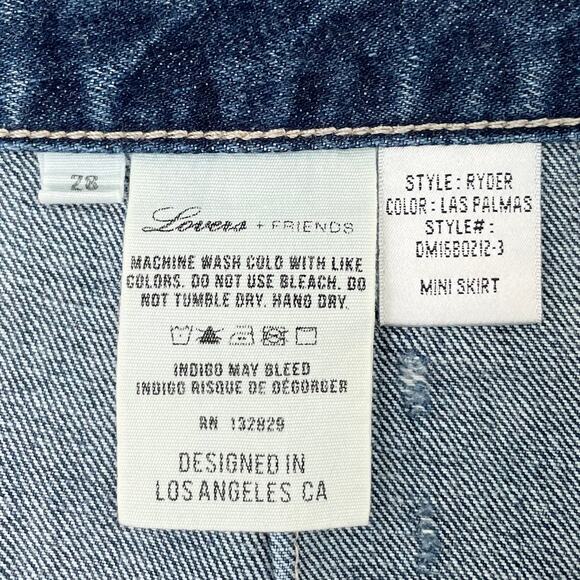 28
Lovers + FRIENDS
MACHINE WASH COLD WITH LIKE
COLORS. DO NOT USE BLEACH. DO
NOT TUMBLE DRY. HANG DRY.
INDIGO MAY BLEED
INDIGO RISQUE DE DÉGORGER
RN 132829
DESIGNED IN
LOS ANGELES CA
STYLE: RYDER
COLOR: LAS PALMAS
STYLE#:
DM16B0212-3
MINI SKIRT